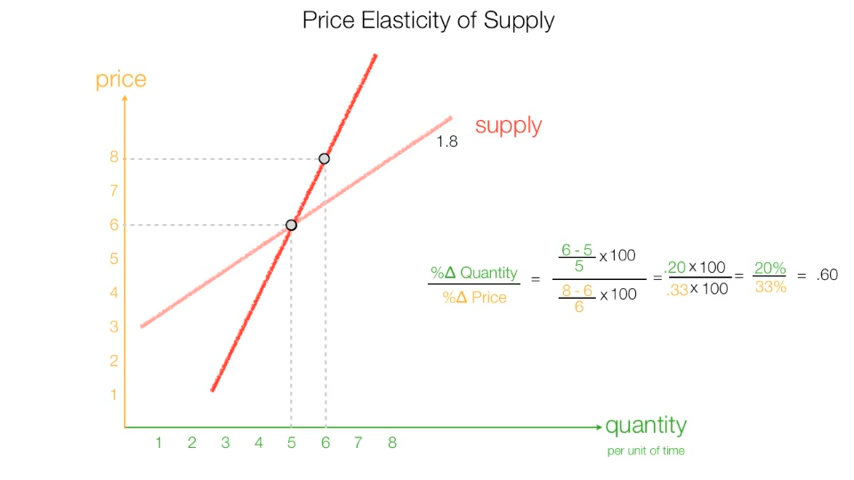 Price Elasticity of Supply
price
supply
1.8
8
7
6
5
4
3
2
1
%Δ Quantity
%Δ Price
=
6 - 5
5
x 100
8 - 6
6
x 100
=
.20 x 100
.33 x 100
=
20%
33%
=
.60
1 2 3 4 5 6 7 8
quantity
per unit of time